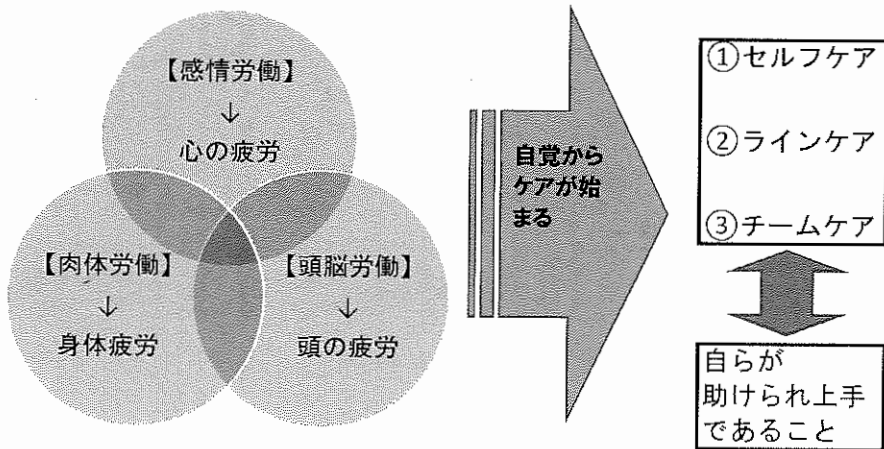 【感情労働】
↓
心の疲労
【肉体労働】
↓
身体疲労
【頭脳労働】
↓
頭の疲労
自覚から
ケアが始
まる
①セルフケア
②ラインケア
③チームケア
自らが
助けられ上手
であること